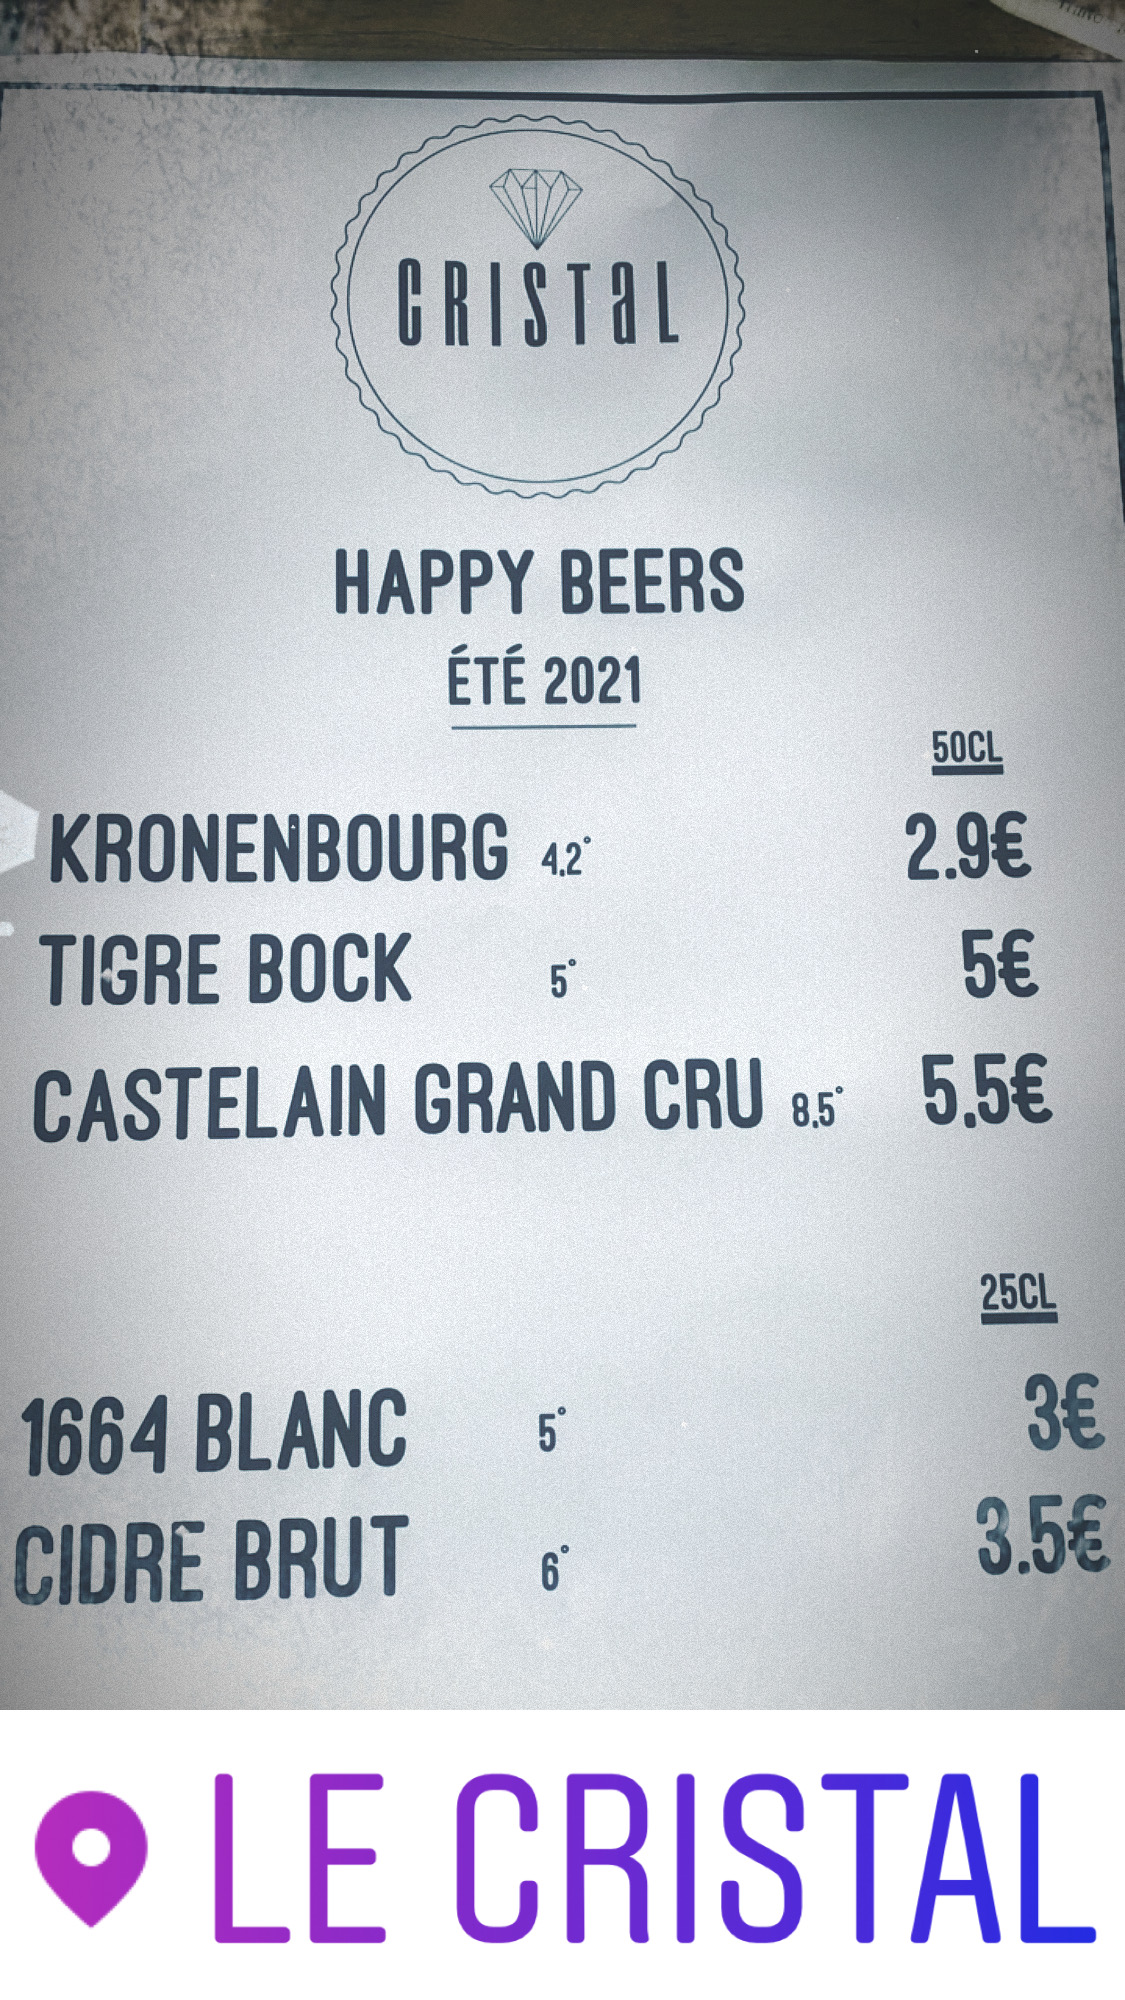 CRISTaL
HAPPY BEERS
ÉTÉ 2021
50CL
KRONENBOURG 4.2° 2.9€
TIGRE BOCK 5° 5€
CASTELAIN GRAND CRU 8.5° 5.5€
25CL
1664 BLANC 5° 3€
CIDRE BRUT 6° 3.5€
LE CRISTAL